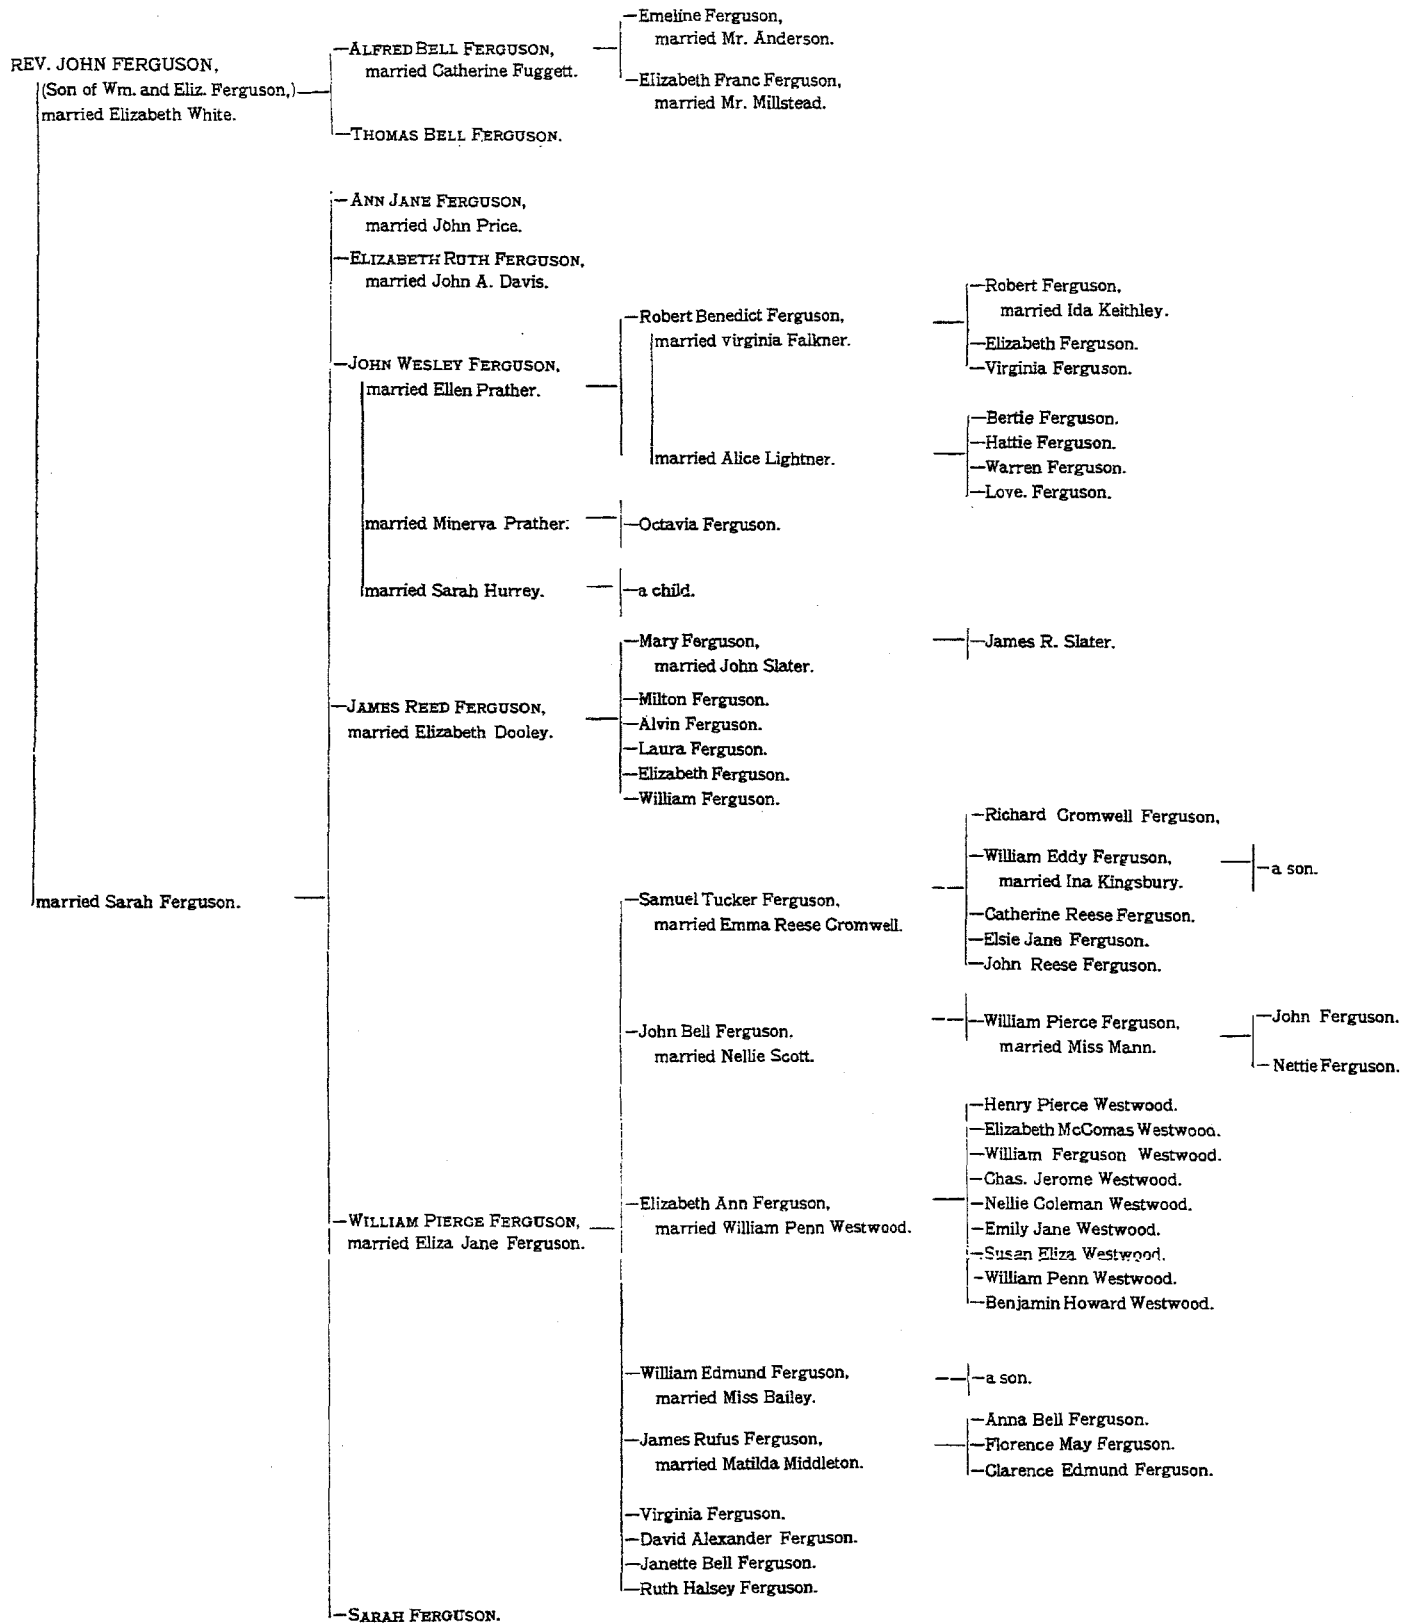 REV. JOHN FERGUSON,
(Son of Wm. and Eliz. Ferguson,)
married Elizabeth White.
ALFRED BELL FERGUSON,
married Catherine Fuggett.
Emeline Ferguson,
married Mr. Anderson.
Elizabeth Franc Ferguson,
married Mr. Millstead.
THOMAS BELL FERGUSON.
married Sarah Ferguson.
ANN JANE FERGUSON,
married John Price.
ELIZABETH RUTH FERGUSON,
married John A. Davis.
JOHN WESLEY FERGUSON,
married Ellen Prather.
Robert Benedict Ferguson,
married Virginia Falkner.
Robert Ferguson,
married Ida Keithley.
Elizabeth Ferguson.
Virginia Ferguson.
married Alice Lightner.
Bertie Ferguson.
Hattie Ferguson.
Warren Ferguson.
Love. Ferguson.
married Minerva Prather.
Octavia Ferguson.
married Sarah Hurrey.
a child.
JAMES REED FERGUSON,
married Elizabeth Dooley.
Mary Ferguson,
married John Slater.
James R. Slater.
Milton Ferguson.
Alvin Ferguson.
Laura Ferguson.
Elizabeth Ferguson.
William Ferguson.
WILLIAM PIERCE FERGUSON,
married Eliza Jane Ferguson.
Samuel Tucker Ferguson,
married Emma Reese Cromwell.
Richard Cromwell Ferguson,
William Eddy Ferguson,
married Ina Kingsbury.
a son.
Catherine Reese Ferguson.
Elsie Jane Ferguson.
John Reese Ferguson.
John Bell Ferguson.
married Nellie Scott.
William Pierce Ferguson,
married Miss Mann.
John Ferguson.
Nettie Ferguson.
Elizabeth Ann Ferguson,
married William Penn Westwood.
Henry Pierce Westwood.
Elizabeth McComas Westwood.
William Ferguson Westwood.
Chas. Jerome Westwood.
Nellie Coleman Westwood.
Emily Jane Westwood.
Susan Eliza Westwood.
William Penn Westwood.
Benjamin Howard Westwood.
William Edmund Ferguson,
married Miss Bailey.
a son.
James Rufus Ferguson,
married Matilda Middleton.
Anna Bell Ferguson.
Florence May Ferguson.
Clarence Edmund Ferguson.
Virginia Ferguson.
David Alexander Ferguson.
Janette Bell Ferguson.
Ruth Halsey Ferguson.
SARAH FERGUSON.